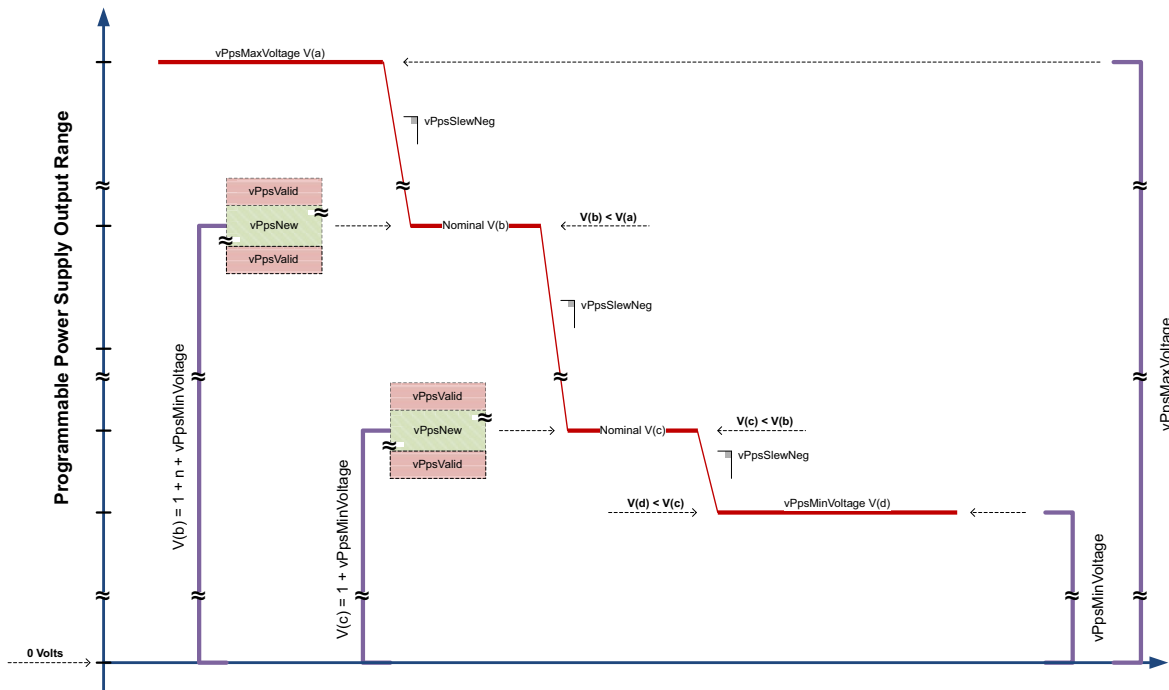 vPpsMaxVoltage V(a)
vPpsSlewNeg
Programmable Power Supply Output Range
vPpsValid
vPpsNew
vPpsValid
Nominal V(b)
V(b) < V(a)
vPpsSlewNeg
V(b) = 1 + n + vPpsMinVoltage
vPpsMaxVoltage
vPpsValid
vPpsNew
vPpsValid
Nominal V(c)
V(c) < V(b)
vPpsSlewNeg
V(c) = 1 + vPpsMinVoltage
V(d) < V(c)
vPpsMinVoltage V(d)
vPpsMinVoltage
0 Volts